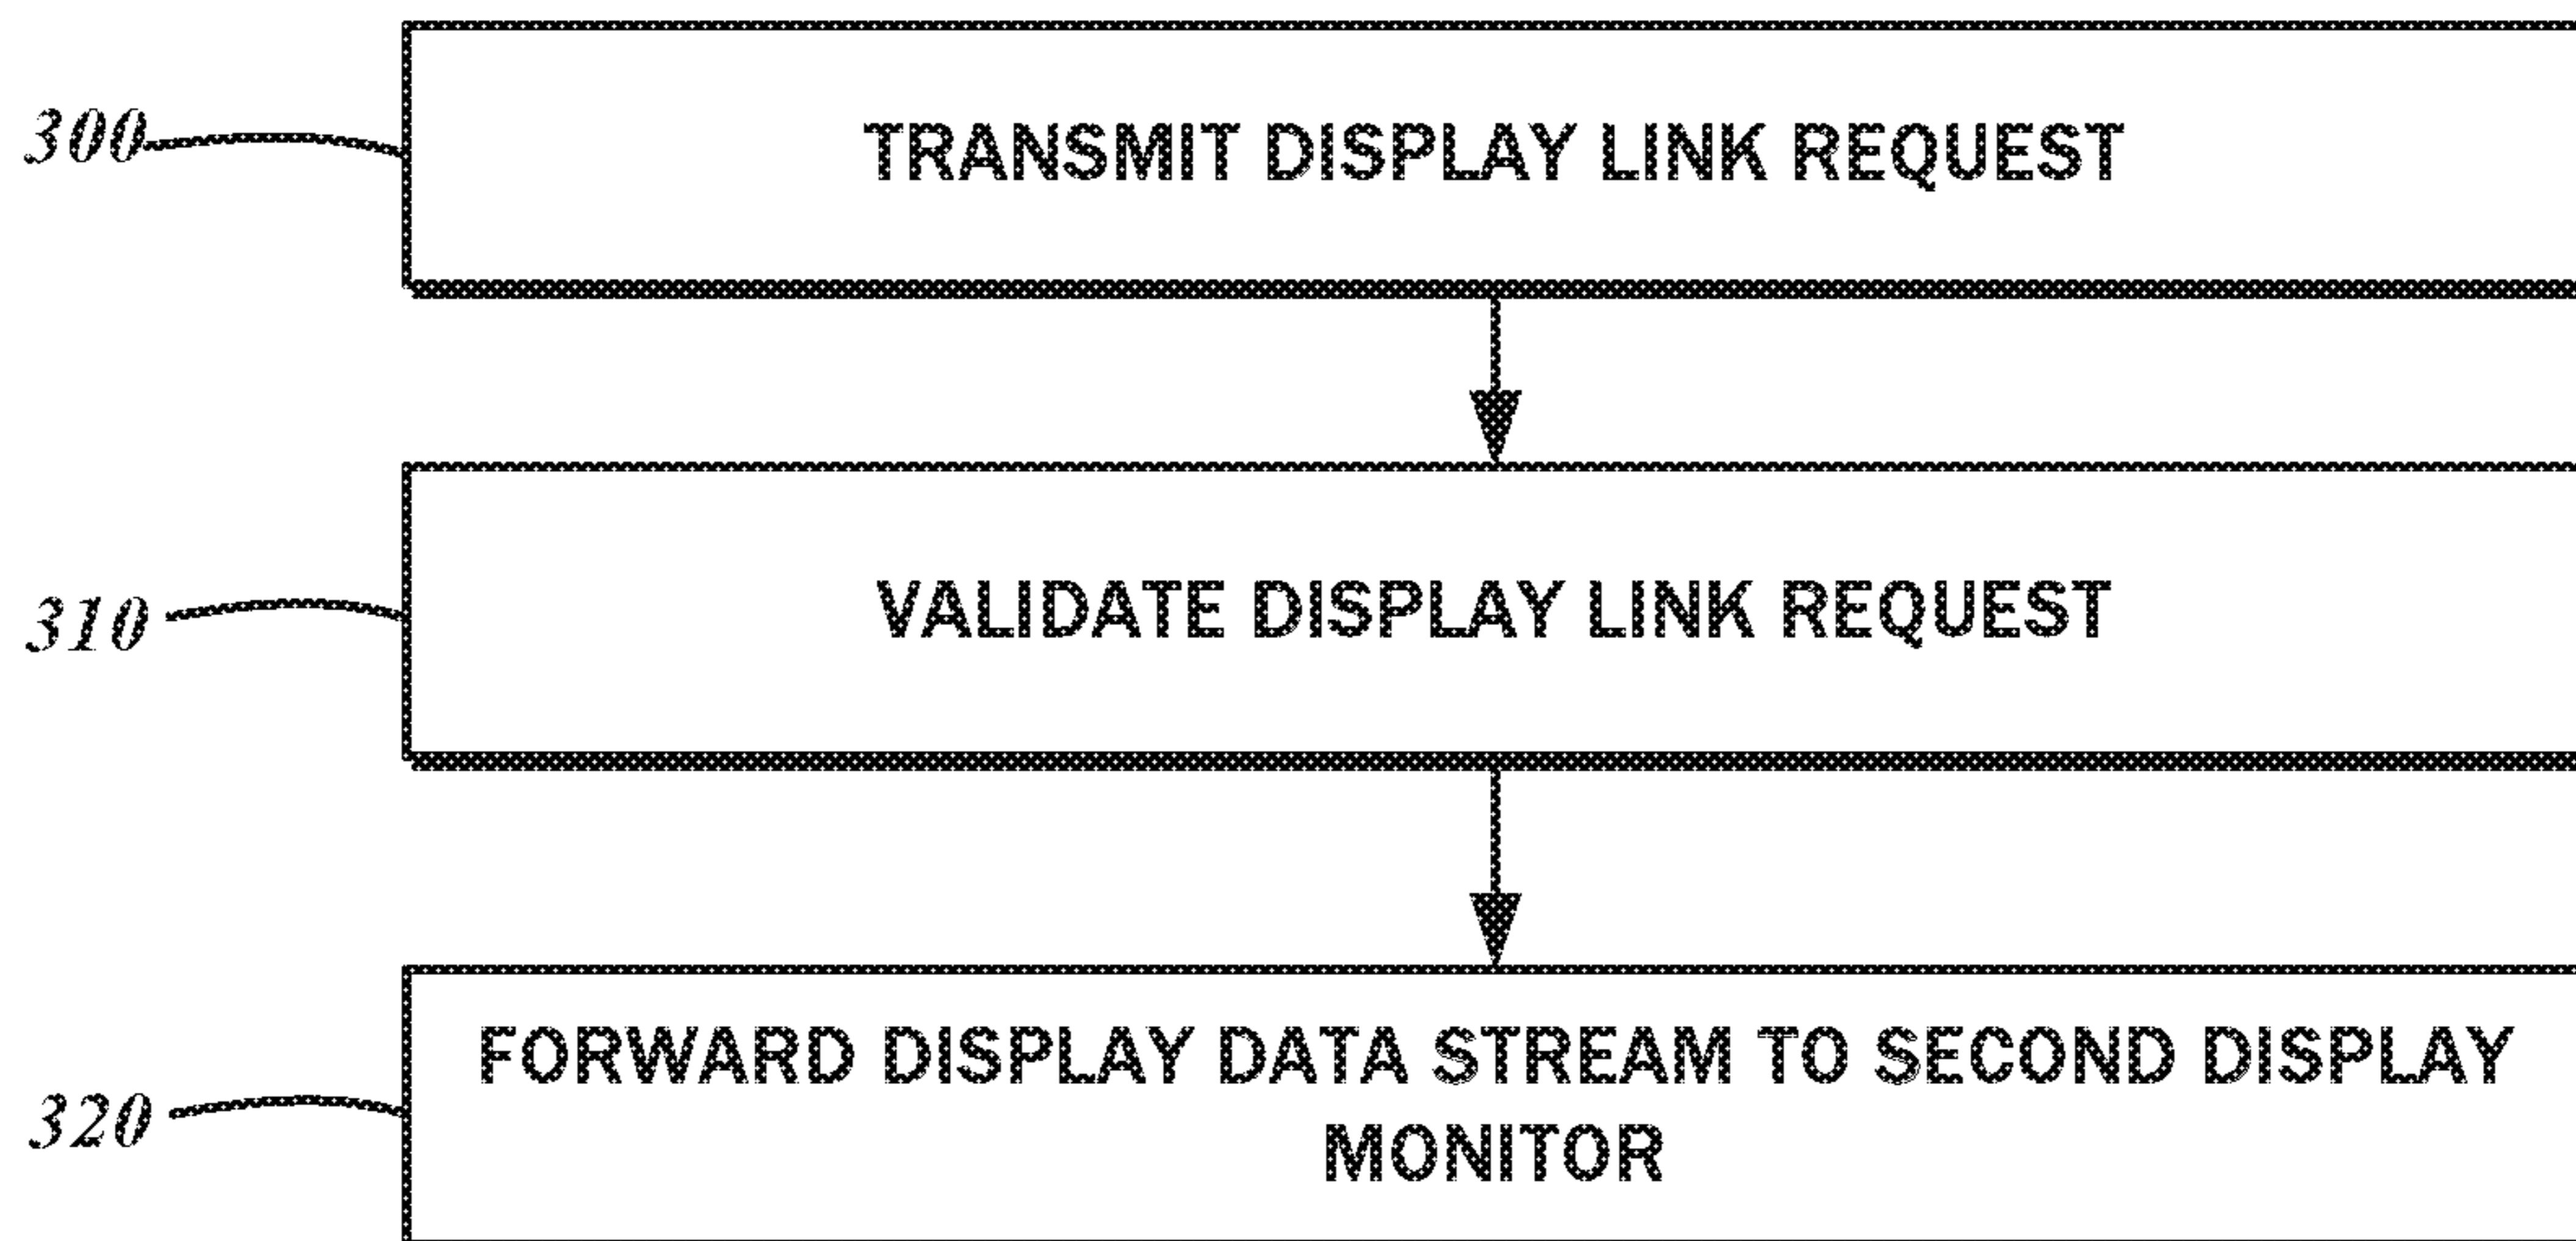 300
TRANSMIT DISPLAY LINK REQUEST
310
VALIDATE DISPLAY LINK REQUEST
320
FORWARD DISPLAY DATA STREAM TO SECOND DISPLAY
MONITOR